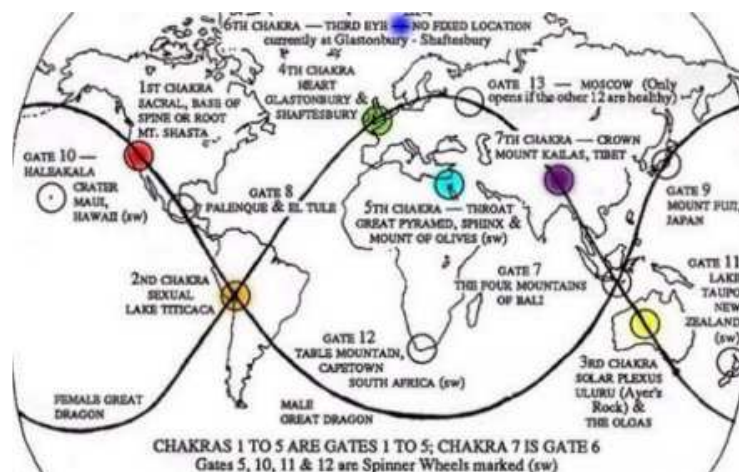 6TH CHAKRA — THIRD EYE — NO FIXED LOCATION
currently at Glastonbury - Shaftesbury
4TH CHAKRA
HEART
GLASTONBURY &
SHAFTESBURY
1ST CHAKRA
SACRAL, BASE OF
SPINE OR ROOT
MT. SHASTA
GATE 13 — MOSCOW (Only
opens if the other 12 are healthy)
7TH CHAKRA — CROWN
MOUNT KAILAS, TIBET
GATE 10 —
HALEAKALA
CRATER
MAUI,
HAWAII (sw)
GATE 8
PALENQUE & EL TULE
5TH CHAKRA — THROAT
GREAT PYRAMID, SPHINX &
MOUNT OF OLIVES (sw)
GATE 9
MOUNT FUJI,
JAPAN
2ND CHAKRA
SEXUAL
LAKE TITICACA
GATE 7
THE FOUR MOUNTAINS
OF BALI
GATE 11
LAKE
TAUPO
NEW
ZEALAND
(sw)
GATE 12
TABLE MOUNTAIN,
CAPETOWN
SOUTH AFRICA (sw)
3RD CHAKRA
SOLAR PLEXUS
ULURU (Ayer's
Rock) &
THE OLGAS
FEMALE GREAT
DRAGON
MALE
GREAT DRAGON
CHAKRAS 1 TO 5 ARE GATES 1 TO 5; CHAKRA 7 IS GATE 6
Gates 5, 10, 11 & 12 are Spinner Wheels marked (sw)